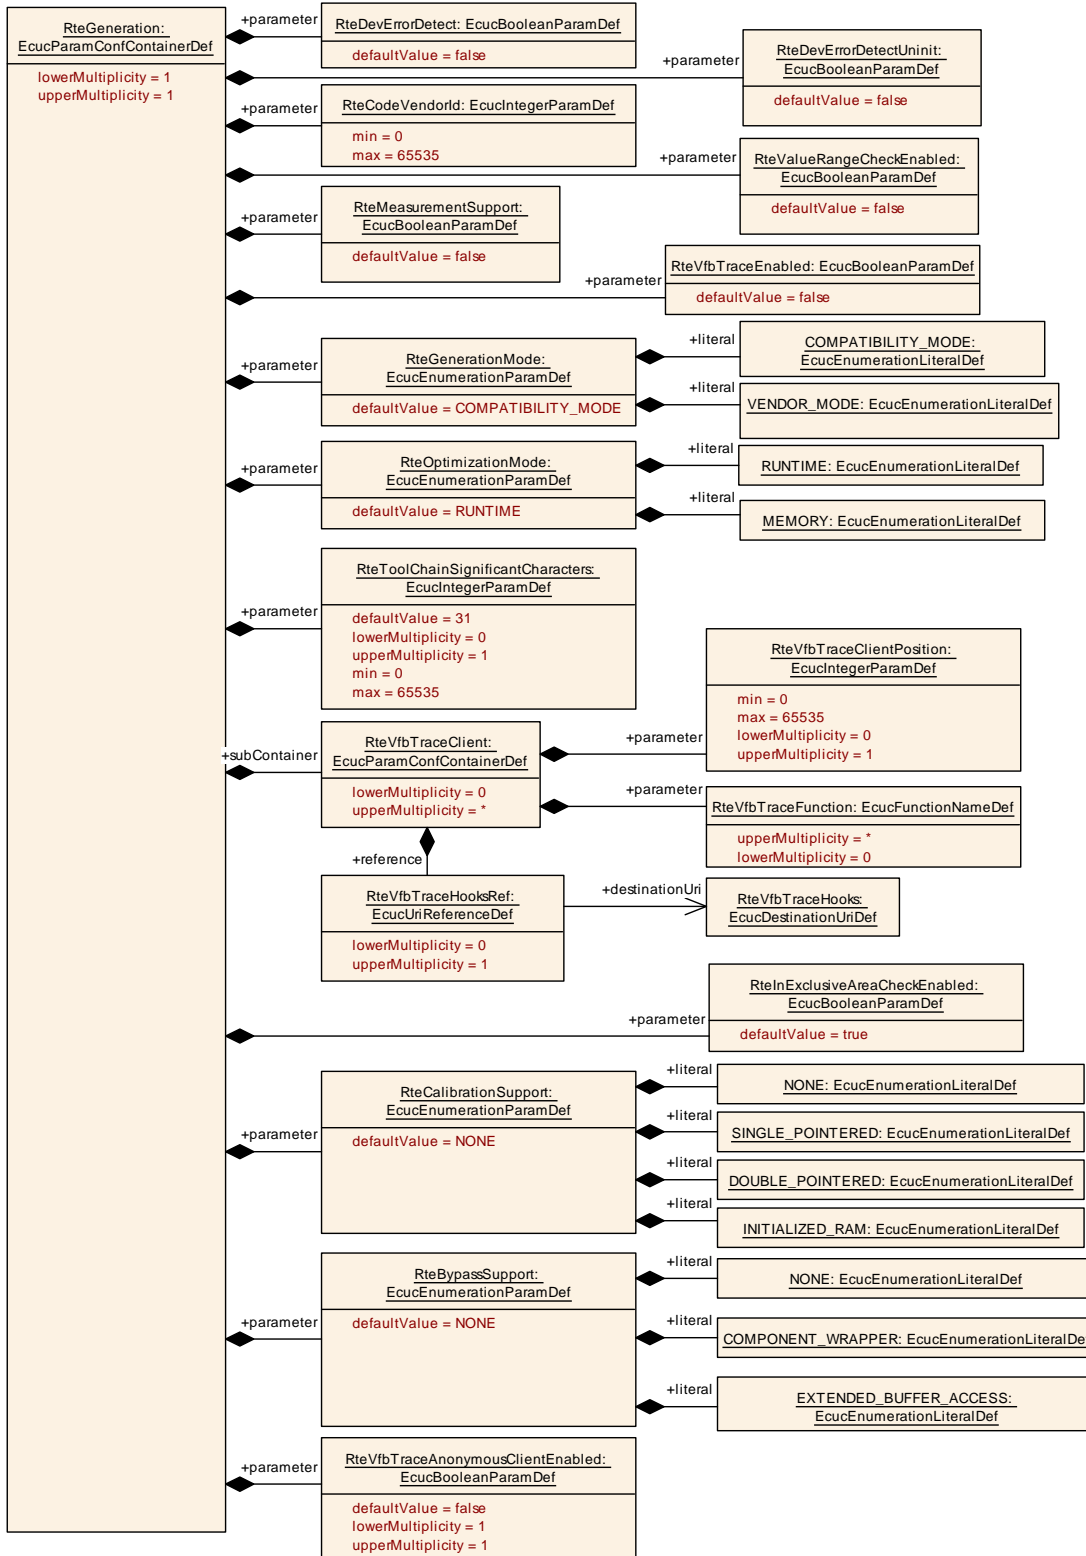 RteGeneration:
EcucParamConfContainerDef
lowerMultiplicity = 1
upperMultiplicity = 1
+parameter
RteDevErrorDetect: EcucBooleanParamDef
defaultValue = false
+parameter
RteDevErrorDetectUninit:
EcucBooleanParamDef
defaultValue = false
+parameter
RteCodeVendorId: EcucIntegerParamDef
min = 0
max = 65535
+parameter
RteValueRangeCheckEnabled:
EcucBooleanParamDef
defaultValue = false
+parameter
RteMeasurementSupport:
EcucBooleanParamDef
defaultValue = false
+parameter
RteVfbTraceEnabled: EcucBooleanParamDef
defaultValue = false
+parameter
RteGenerationMode:
EcucEnumerationParamDef
defaultValue = COMPATIBILITY_MODE
+literal
COMPATIBILITY_MODE:
EcucEnumerationLiteralDef
+literal
VENDOR_MODE: EcucEnumerationLiteralDef
+parameter
RteOptimizationMode:
EcucEnumerationParamDef
defaultValue = RUNTIME
+literal
RUNTIME: EcucEnumerationLiteralDef
+literal
MEMORY: EcucEnumerationLiteralDef
+parameter
RteToolChainSignificantCharacters:
EcucIntegerParamDef
defaultValue = 31
lowerMultiplicity = 0
upperMultiplicity = 1
min = 0
max = 65535
+subContainer
RteVfbTraceClient:
EcucParamConfContainerDef
lowerMultiplicity = 0
upperMultiplicity = *
+parameter
RteVfbTraceClientPosition:
EcucIntegerParamDef
min = 0
max = 65535
lowerMultiplicity = 0
upperMultiplicity = 1
+parameter
RteVfbTraceFunction: EcucFunctionNameDef
upperMultiplicity = *
lowerMultiplicity = 0
+reference
RteVfbTraceHooksRef:
EcucUriReferenceDef
lowerMultiplicity = 0
upperMultiplicity = 1
+destinationUri
RteVfbTraceHooks:
EcucDestinationUriDef
+parameter
RteInExclusiveAreaCheckEnabled:
EcucBooleanParamDef
defaultValue = true
+parameter
RteCalibrationSupport:
EcucEnumerationParamDef
defaultValue = NONE
+literal
NONE: EcucEnumerationLiteralDef
+literal
SINGLE_POINTERED: EcucEnumerationLiteralDef
+literal
DOUBLE_POINTERED: EcucEnumerationLiteralDef
+literal
INITIALIZED_RAM: EcucEnumerationLiteralDef
+parameter
RteBypassSupport:
EcucEnumerationParamDef
defaultValue = NONE
+literal
NONE: EcucEnumerationLiteralDef
+literal
COMPONENT_WRAPPER: EcucEnumerationLiteralDe
+literal
EXTENDED_BUFFER_ACCESS:
EcucEnumerationLiteralDef
+parameter
RteVfbTraceAnonymousClientEnabled:
EcucBooleanParamDef
defaultValue = false
lowerMultiplicity = 1
upperMultiplicity = 1